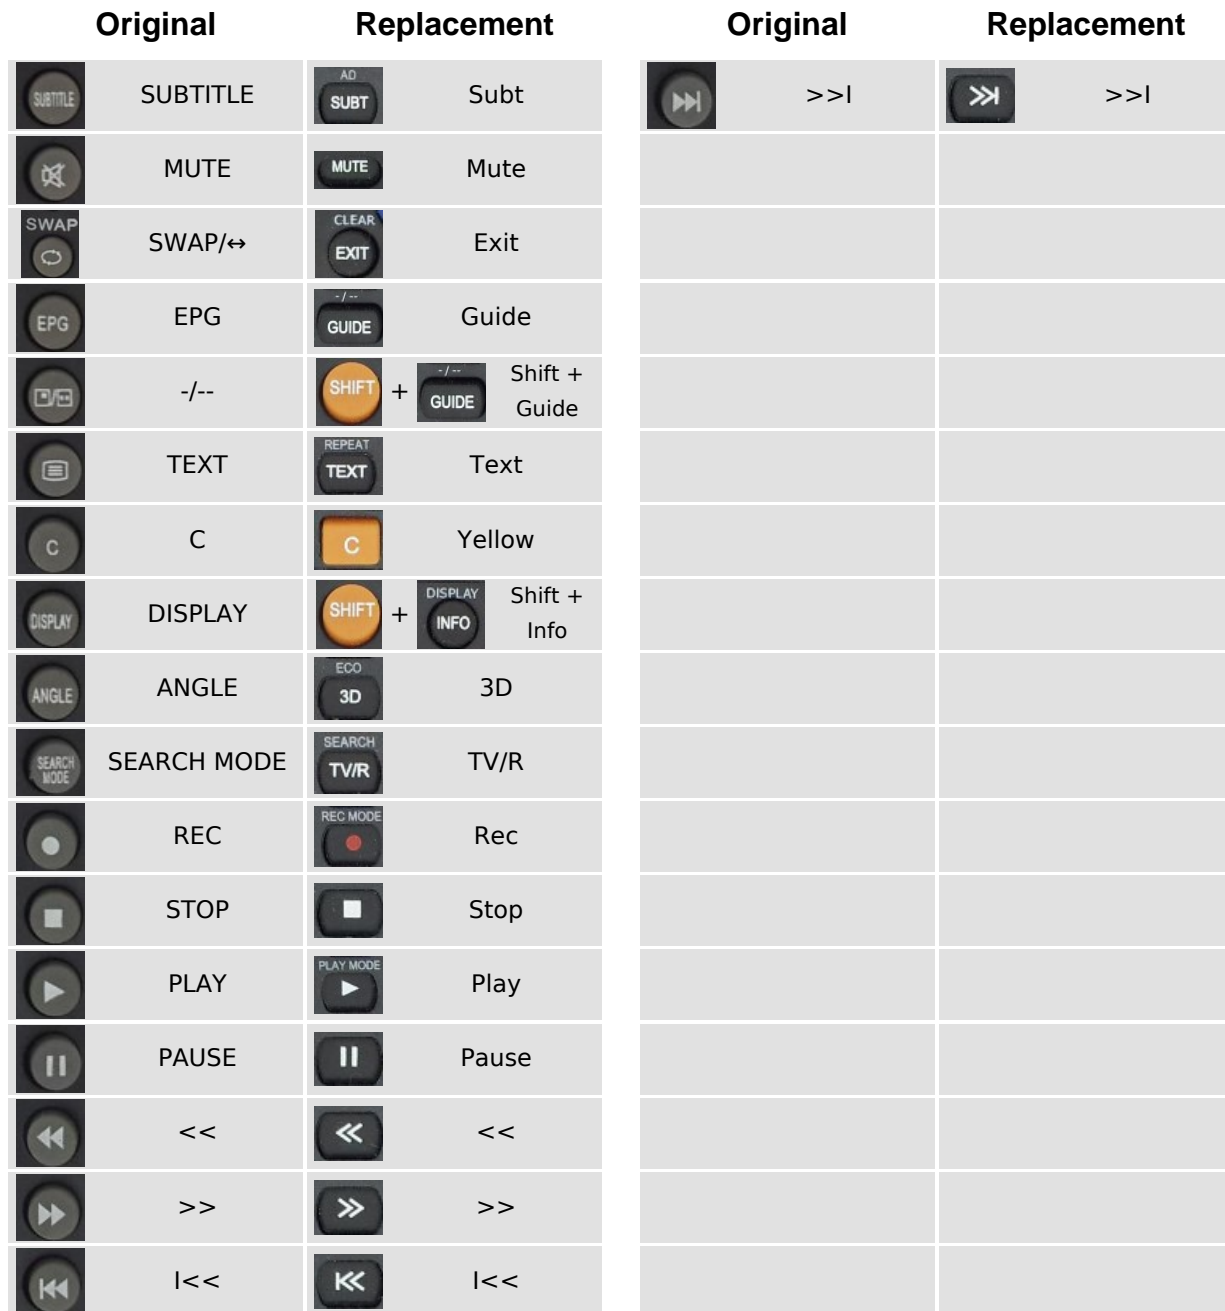 Original Replacement Original Replacement
SUBTITLE SUBTITLE AD SUBT Subt >>I >>I
MUTE MUTE Mute
SWAP SWAP/↔ CLEAR EXIT Exit
EPG EPG -/-- GUIDE Guide
-/-- SHIFT + -/-- GUIDE Shift + Guide
TEXT REPEAT TEXT Text
C C C Yellow
DISPLAY DISPLAY SHIFT + DISPLAY INFO Shift + Info
ANGLE ANGLE ECO 3D 3D
SEARCH MODE SEARCH MODE SEARCH TV/R TV/R
REC REC MODE Rec
STOP Stop
PLAY PLAY MODE Play
PAUSE Pause
<< <<
>> >>
I<< I<<